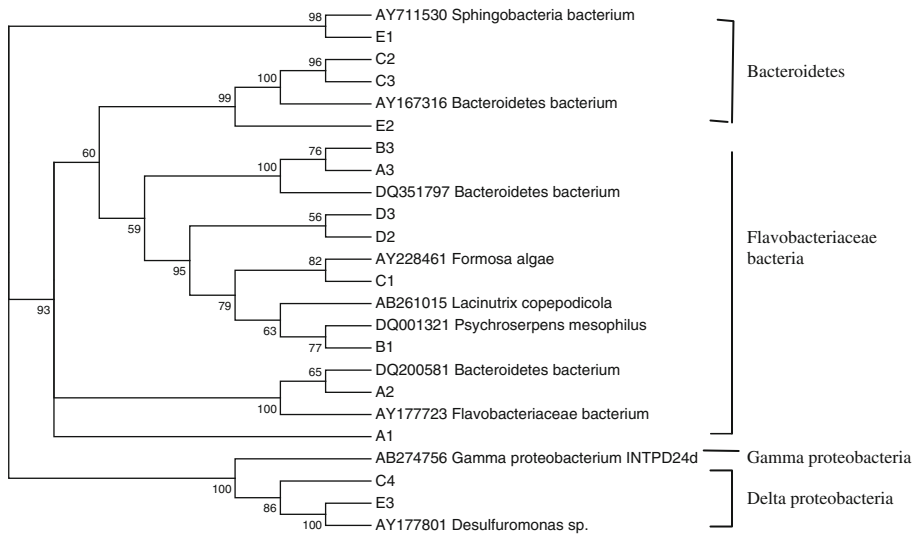 98
AY711530 Sphingobacteria bacterium
E1
96
C2
C3
100
AY167316 Bacteroidetes bacterium
99
E2
Bacteroidetes
60
76
B3
A3
100
DQ351797 Bacteroidetes bacterium
59
56
D3
D2
95
82
AY228461 Formosa algae
C1
79
AB261015 Lacinutrix copepodicola
63
DQ001321 Psychroserpens mesophilus
77
B1
93
65
DQ200581 Bacteroidetes bacterium
A2
100
AY177723 Flavobacteriaceae bacterium
A1
Flavobacteriaceae
bacteria
AB274756 Gamma proteobacterium INTPD24d
Gamma proteobacteria
100
C4
86
E3
100
AY177801 Desulfuromonas sp.
Delta proteobacteria